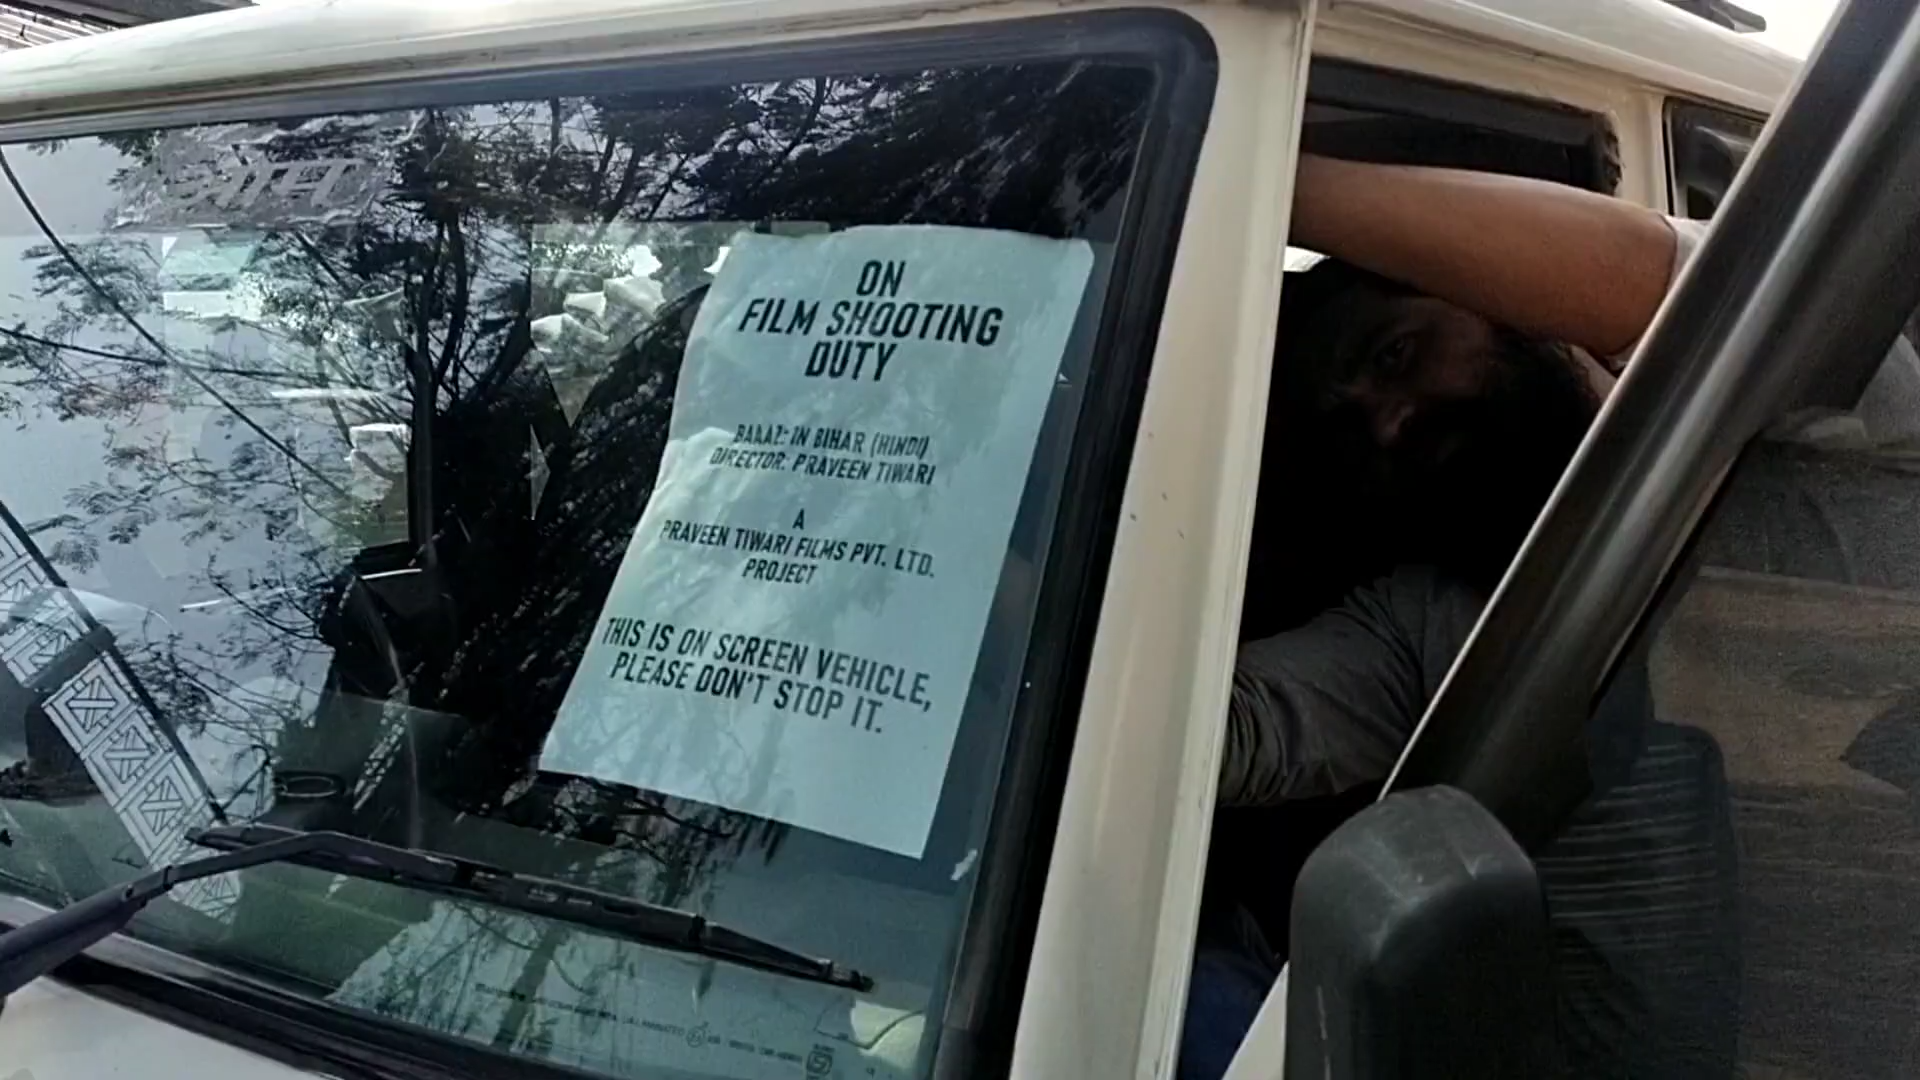 ON
FILM SHOOTING
DUTY
BAAAZ: IN BIHAR (HINDI)
DIRECTOR: PRAVEEN TIWARI
A
PRAVEEN TIWARI FILMS PVT. LTD.
PROJECT
THIS IS ON SCREEN VEHICLE,
PLEASE DON'T STOP IT.